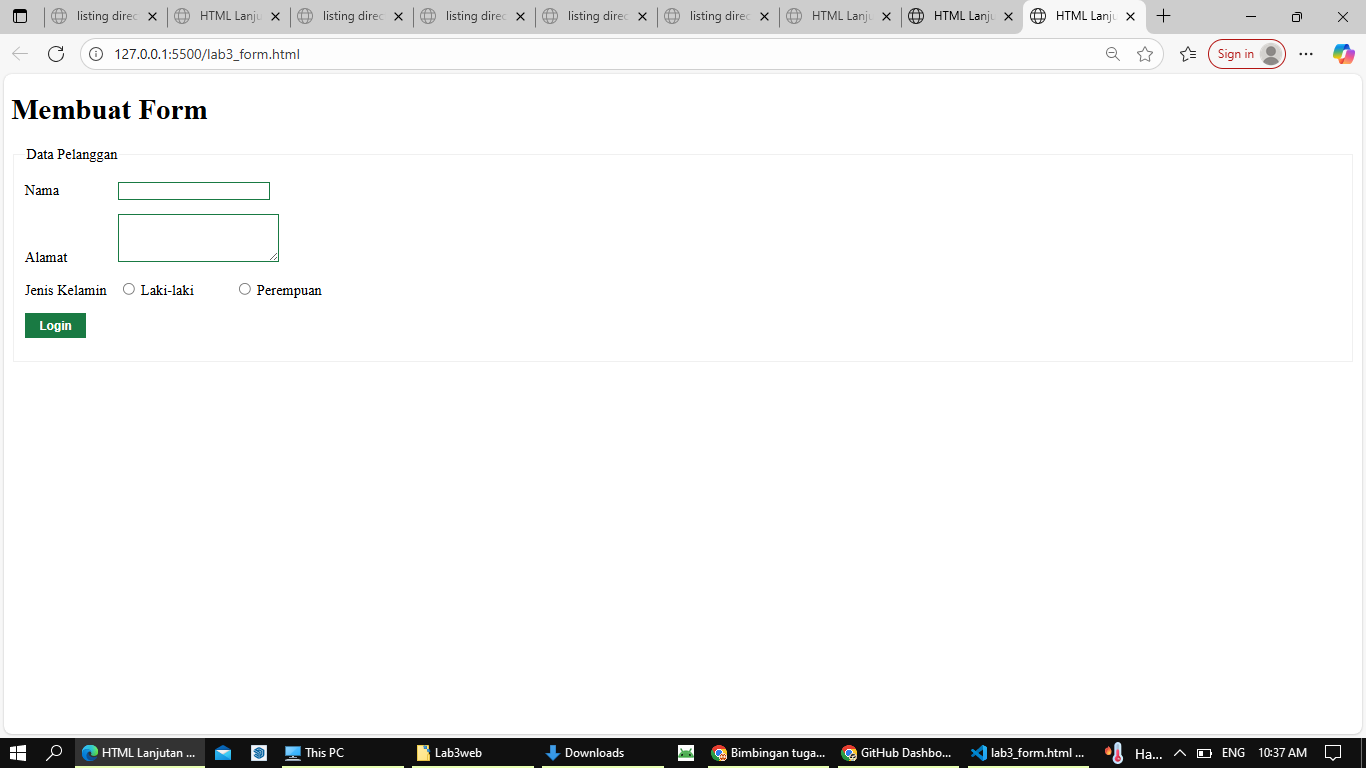 listing direc
HTML Lanju
listing direc
listing direc
listing direc
listing direc
HTML Lanju
HTML Lanju
HTML Lanju
127.0.0.1:5500/lab3_form.html
Sign in
Membuat Form
Data Pelanggan
Nama
Alamat
Jenis Kelamin Laki-laki Perempuan
Login
HTML Lanjutan ...
This PC
Lab3web
Downloads
Bimbingan tuga...
GitHub Dashbo...
lab3_form.html ...
Ha...
ENG
10:37 AM